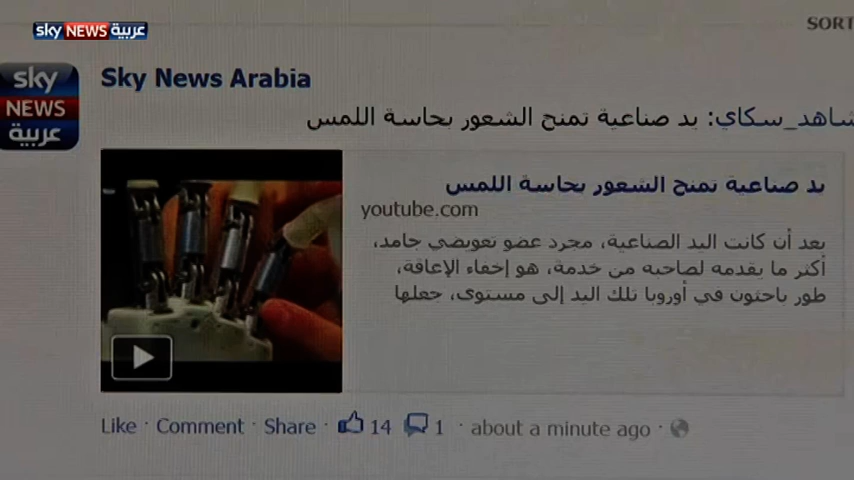 sky NEWS عربية
SORT
sky
NEWS
عربية
Sky News Arabia
شاهد_سكاي: يد صناعية تمنح الشعور بحاسة اللمس
يد صناعية تمنح الشعور بحاسة اللمس
youtube.com
بعد أن كانت اليد الصناعية، مجرد عضو تعويضي جامد،
أكثر ما يقدمه لصاحبه من خدمة، هو إخفاء الإعاقة،
طور باحثون في أوروبا تلك اليد إلى مستوى، جعلها
Like · Comment · Share · 14 1 · about a minute ago ·